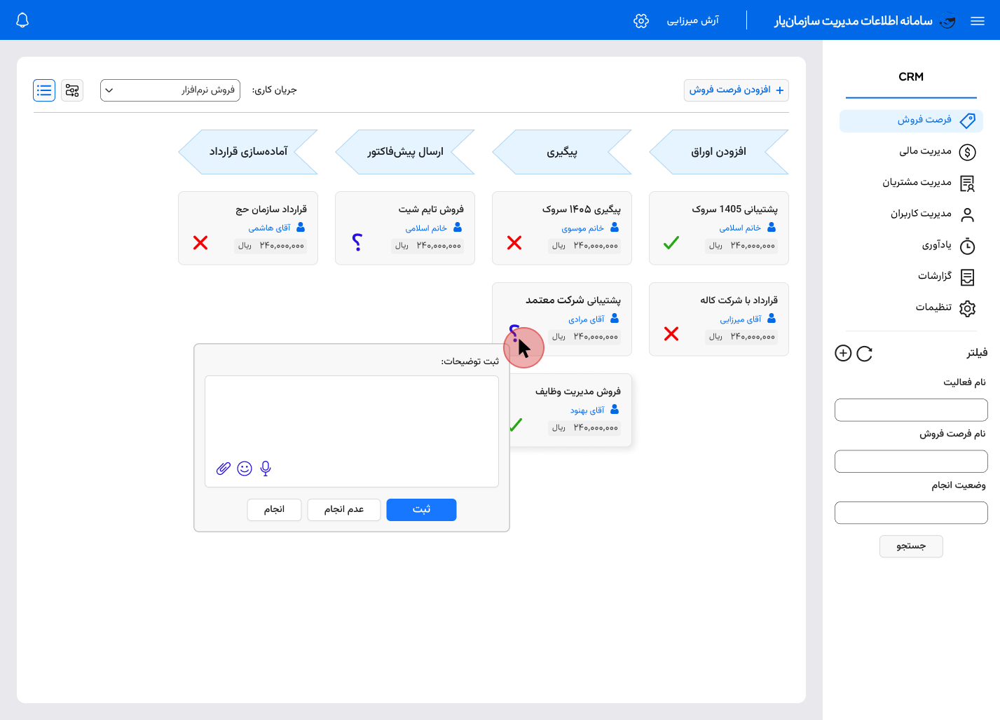 سامانه اطلاعات مدیریت سازمان‌یار
آرش میرزایی
CRM
فرصت فروش
مدیریت مالی
مدیریت مشتریان
مدیریت کاربران
یادآوری
گزارشات
تنظیمات
فیلتر
نام فعالیت
نام فرصت فروش
وضعیت انجام
جستجو
+ افزودن فرصت فروش
جریان کاری:
فروش نرم‌افزار
افزودن اوراق
پیگیری
ارسال پیش‌فاکتور
آماده‌سازی قرارداد
پشتیبانی 1405 سروک
خانم اسلامی
۲۴۰,۰۰۰,۰۰۰ ریال
پیگیری ۱۴۰۵ سروک
خانم موسوی
۲۴۰,۰۰۰,۰۰۰ ریال
فروش تایم شیت
خانم اسلامی
۲۴۰,۰۰۰,۰۰۰ ریال
؟
قرارداد سازمان حج
آقای هاشمی
۲۴۰,۰۰۰,۰۰۰ ریال
قرارداد با شرکت کاله
آقای میرزایی
۲۴۰,۰۰۰,۰۰۰ ریال
پشتیبانی شرکت معتمد
آقای مرادی
۲۴۰,۰۰۰,۰۰۰ ریال
؟
فروش مدیریت وظایف
آقای بهنود
۲۴۰,۰۰۰,۰۰۰ ریال
ثبت توضیحات:
ثبت
عدم انجام
انجام